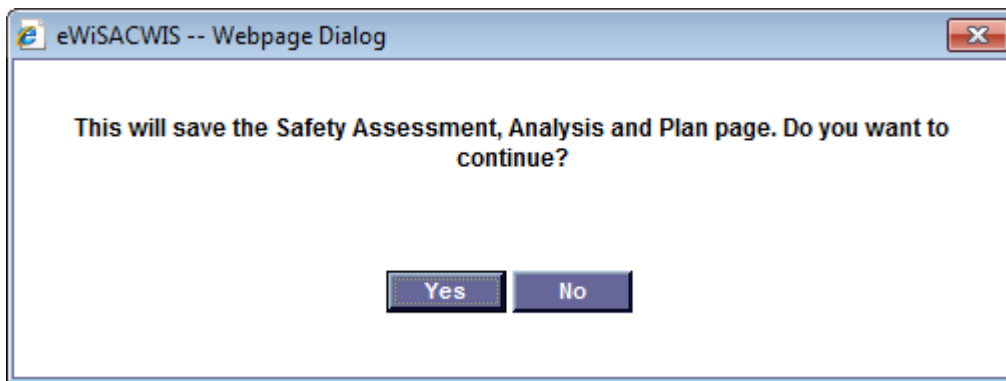 eWiSACWIS -- Webpage Dialog
This will save the Safety Assessment, Analysis and Plan page. Do you want to
continue?
Yes No